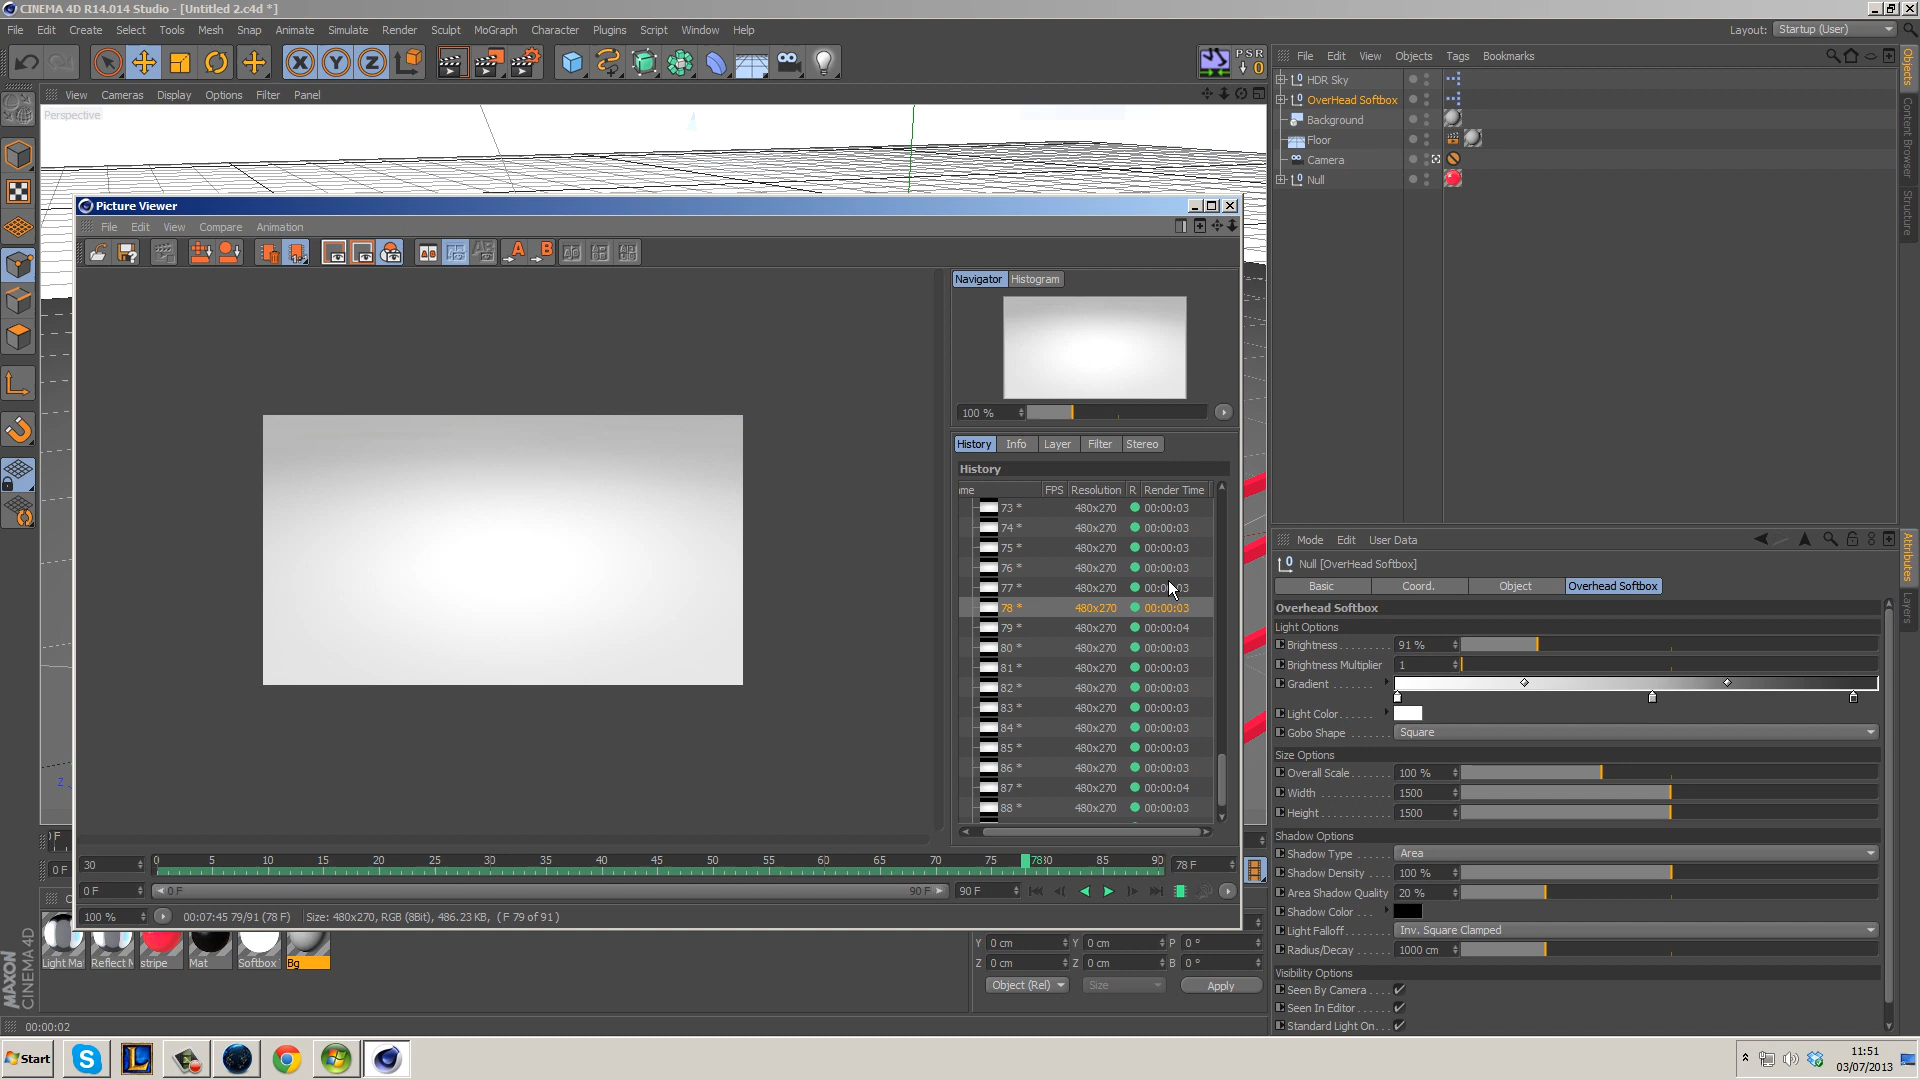 CINEMA 4D R14.014 Studio - [Untitled 2.c4d *]
File Edit Create Select Tools Mesh Snap Animate Simulate Render Sculpt MoGraph Character Plugins Script Window Help
Layout: Startup (User)
X Y Z
PSR
0
File Edit View Objects Tags Bookmarks
View Cameras Display Options Filter Panel
Perspective
HDR Sky
OverHead Softbox
Background
Floor
Camera
Null
Objects
Content Browser
Structure
Picture Viewer
File Edit View Compare Animation
Navigator Histogram
100 %
History Info Layer Filter Stereo
History
ame FPS Resolution R Render Time
73 * 480x270 00:00:03
74 * 480x270 00:00:03
75 * 480x270 00:00:03
76 * 480x270 00:00:03
77 * 480x270 00:00:03
78 * 480x270 00:00:03
79 * 480x270 00:00:04
80 * 480x270 00:00:03
81 * 480x270 00:00:03
82 * 480x270 00:00:03
83 * 480x270 00:00:03
84 * 480x270 00:00:03
85 * 480x270 00:00:03
86 * 480x270 00:00:03
87 * 480x270 00:00:04
88 * 480x270 00:00:03
30 0 5 10 15 20 25 30 35 40 45 50 55 60 65 70 75 78 85 90 78 F
0 F 0 F 90 F 90 F
100 % 00:07:45 79/91 (78 F) Size: 480x270, RGB (8Bit), 486.23 KB, ( F 79 of 91 )
Z
0 F
Mode Edit User Data
Null [OverHead Softbox]
Basic Coord. Object Overhead Softbox
Overhead Softbox
Light Options
Brightness 91 %
Brightness Multiplier 1
Gradient
Light Color
Gobo Shape Square
Size Options
Overall Scale 100 %
Width 1500
Height 1500
Shadow Options
Shadow Type Area
Shadow Density 100 %
Area Shadow Quality 20 %
Shadow Color
Light Falloff Inv. Square Clamped
Radius/Decay 1000 cm
Visibility Options
Seen By Camera
Seen In Editor
Standard Light On
Attributes
Layers
Light Ma Reflect M stripe Mat Softbox Bg
Y 0 cm Y 0 cm P 0 °
Z 0 cm Z 0 cm B 0 °
Object (Rel) Size Apply
MAXON
CINEMA 4D
00:00:02
Start
11:51
03/07/2013